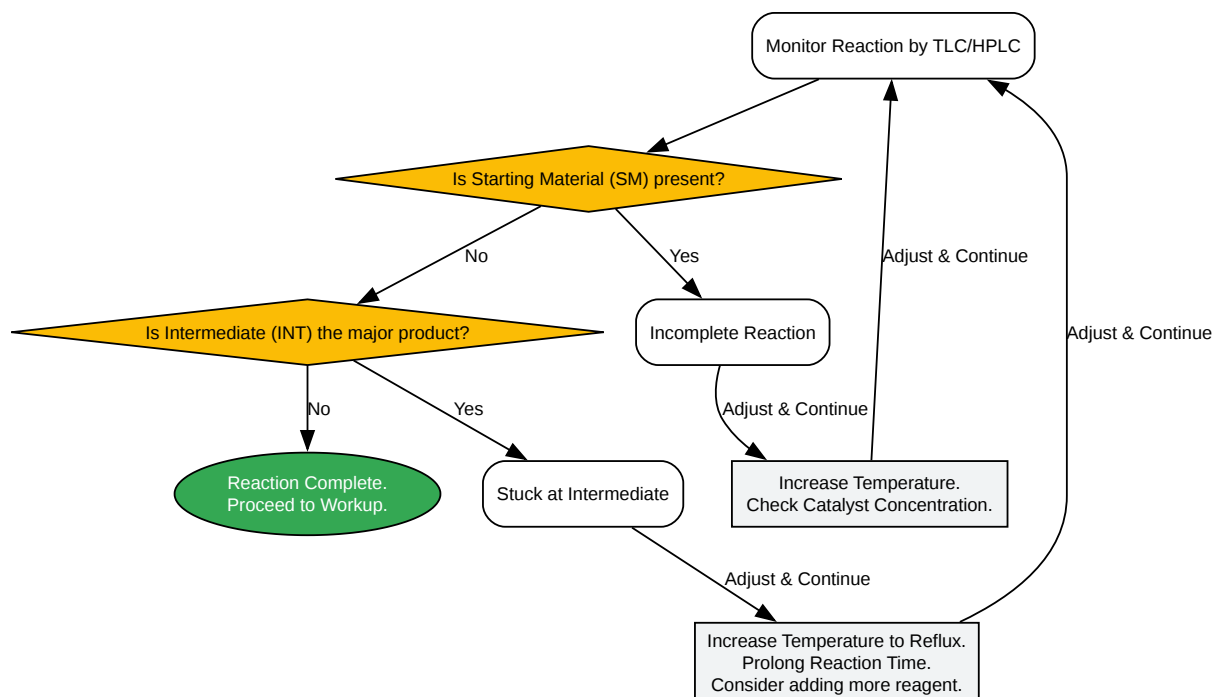 Monitor Reaction by TLC/HPLC
Is Starting Material (SM) present?
No
Yes
Adjust & Continue
Is Intermediate (INT) the major product?
Incomplete Reaction
Adjust & Continue
No
Yes
Adjust & Continue
Reaction Complete.
Proceed to Workup.
Stuck at Intermediate
Increase Temperature.
Check Catalyst Concentration.
Adjust & Continue
Increase Temperature to Reflux.
Prolong Reaction Time.
Consider adding more reagent.